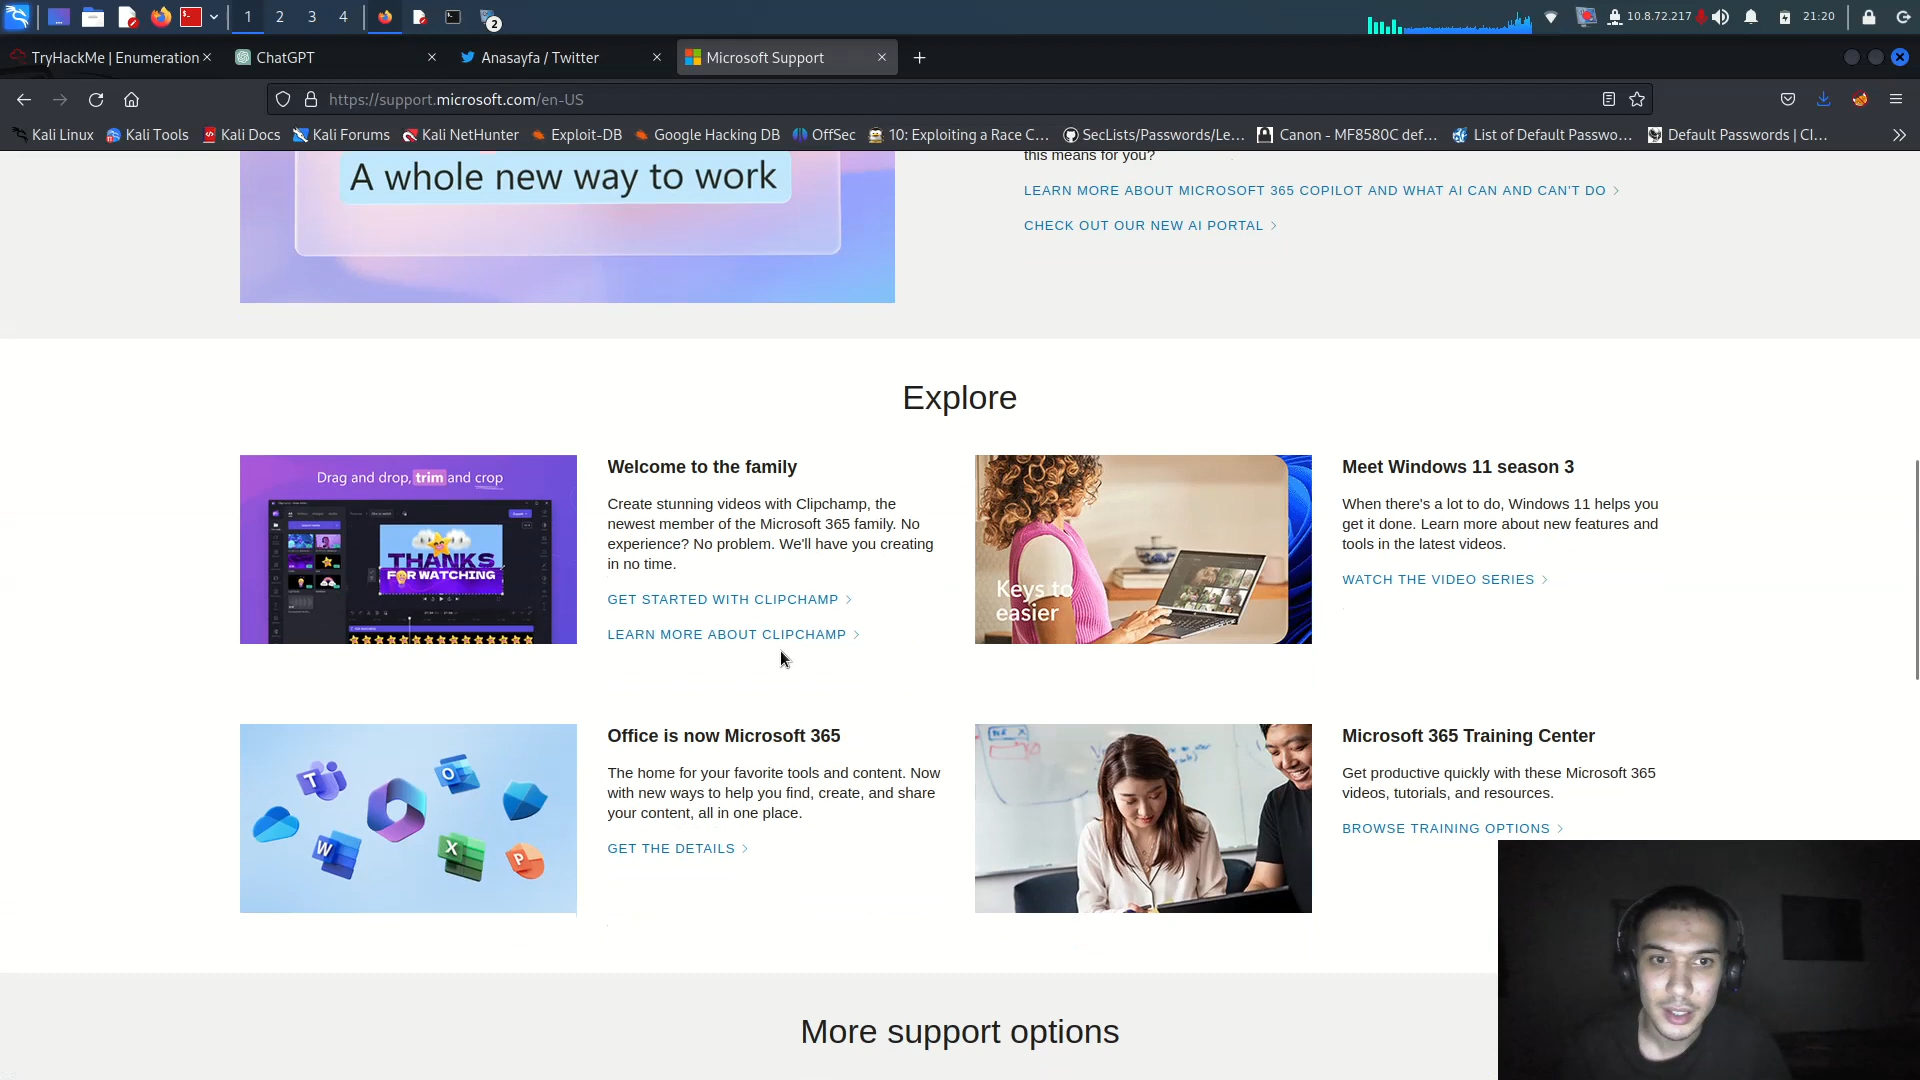 1
2
3
4
2
10.8.72.217
21:20
TryHackMe | Enumeration
ChatGPT
Anasayfa / Twitter
Microsoft Support
https://support.microsoft.com/en-US
Kali Linux
Kali Tools
Kali Docs
Kali Forums
Kali NetHunter
Exploit-DB
Google Hacking DB
OffSec
10: Exploiting a Race C…
SecLists/Passwords/Le…
Canon - MF8580C def…
List of Default Passwo…
Default Passwords | CI…
A whole new way to work
this means for you?
LEARN MORE ABOUT MICROSOFT 365 COPILOT AND WHAT AI CAN AND CAN'T DO
CHECK OUT OUR NEW AI PORTAL
Explore
Drag and drop, trim and crop
THANKS
FOR WATCHING
Welcome to the family
Create stunning videos with Clipchamp, the
newest member of the Microsoft 365 family. No
experience? No problem. We'll have you creating
in no time.
GET STARTED WITH CLIPCHAMP
LEARN MORE ABOUT CLIPCHAMP
Keys to
easier
Meet Windows 11 season 3
When there's a lot to do, Windows 11 helps you
get it done. Learn more about new features and
tools in the latest videos.
WATCH THE VIDEO SERIES
T
O
W
X
P
Office is now Microsoft 365
The home for your favorite tools and content. Now
with new ways to help you find, create, and share
your content, all in one place.
GET THE DETAILS
Microsoft 365 Training Center
Get productive quickly with these Microsoft 365
videos, tutorials, and resources.
BROWSE TRAINING OPTIONS
More support options